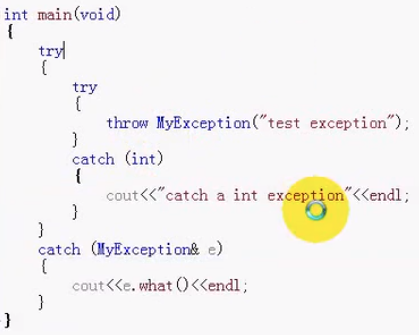 int main(void)
{
try
{
try
{
throw MyException("test exception");
}
catch (int)
{
cout<<"catch a int exception"<<endl;
}
}
catch (MyException& e)
{
cout<<e.what()<<endl;
}
}